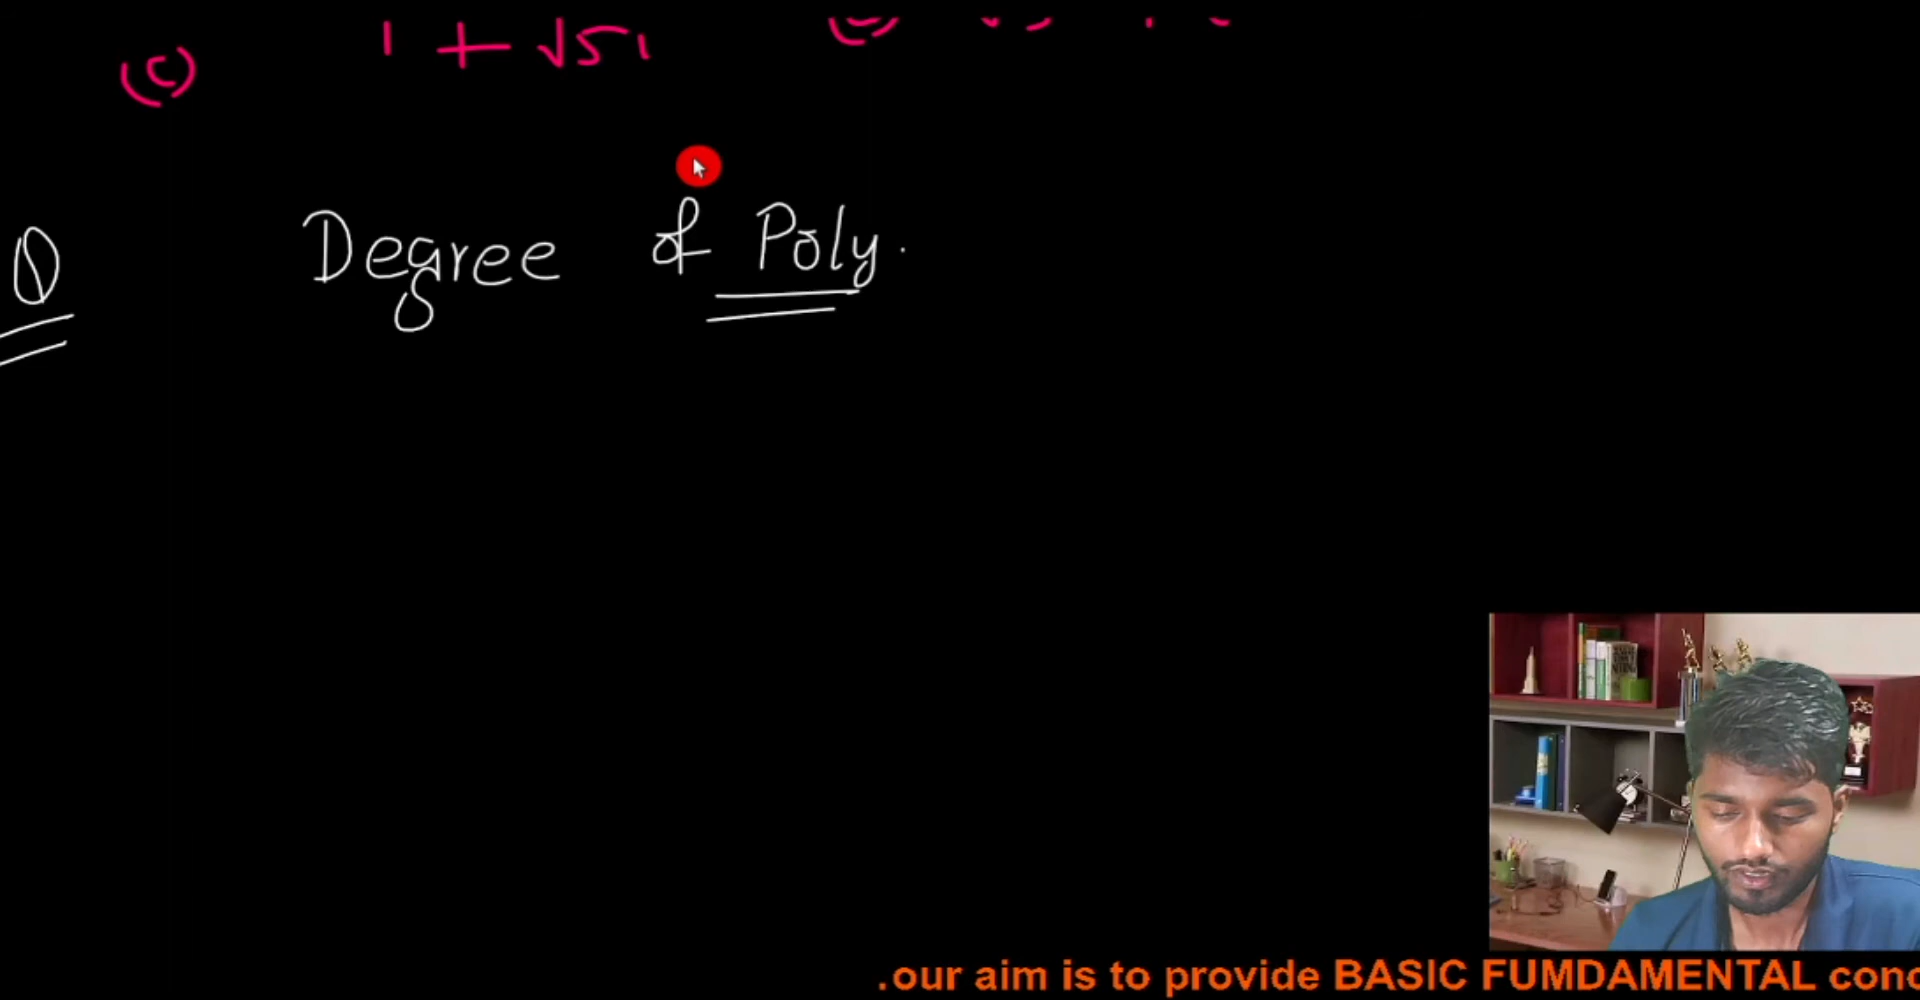 (c) 1 + √51
Q Degree of Poly.
.our aim is to provide BASIC FUMDAMENTAL conc